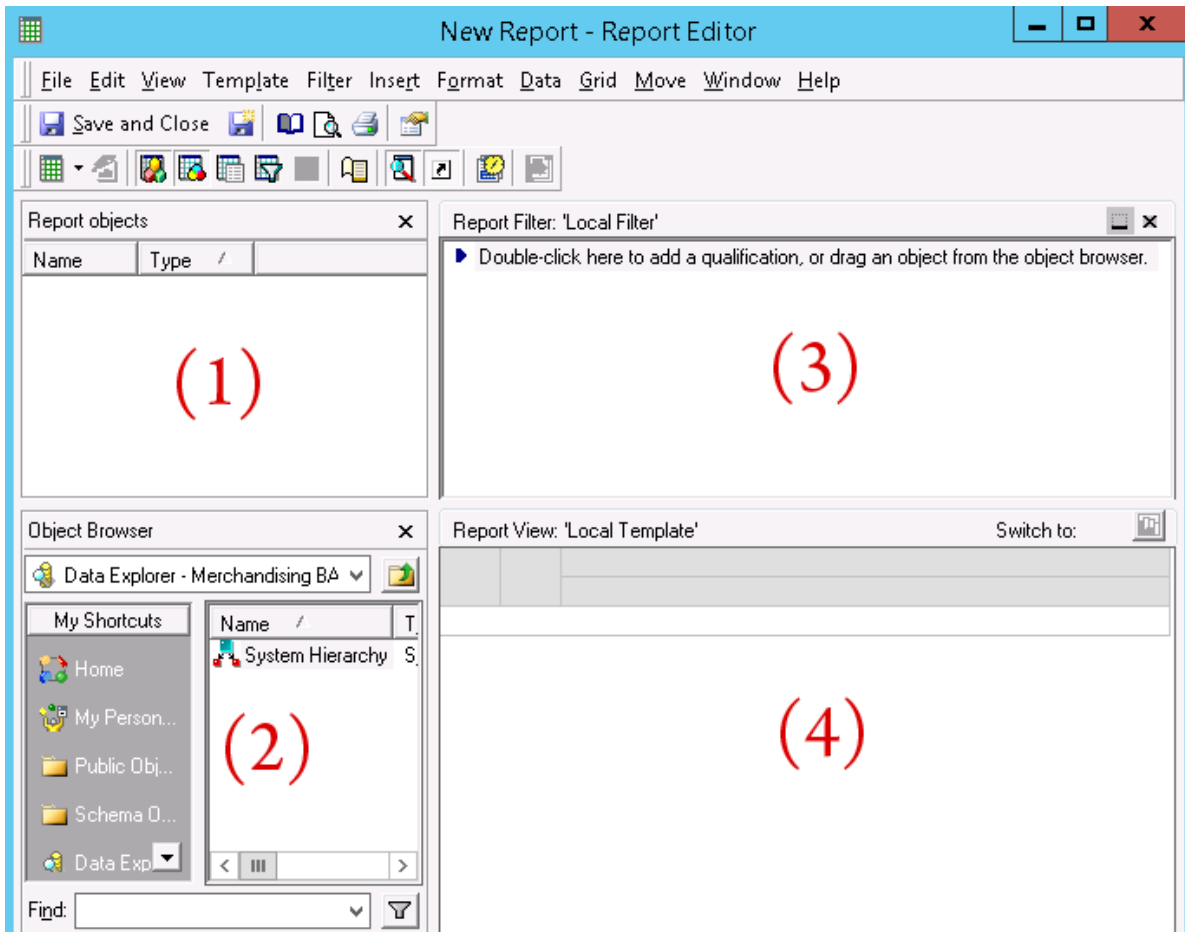 New Report - Report Editor
File Edit View Template Filter Insert Format Data Grid Move Window Help
Save and Close
Report objects
Name Type
(1)
Report Filter: 'Local Filter'
Double-click here to add a qualification, or drag an object from the object browser.
(3)
Object Browser
Data Explorer - Merchandising BA
My Shortcuts
Home
My Person...
Public Obj...
Schema O...
Data Exp
Name T
System Hierarchy S
(2)
Find:
Report View: 'Local Template' Switch to:
(4)